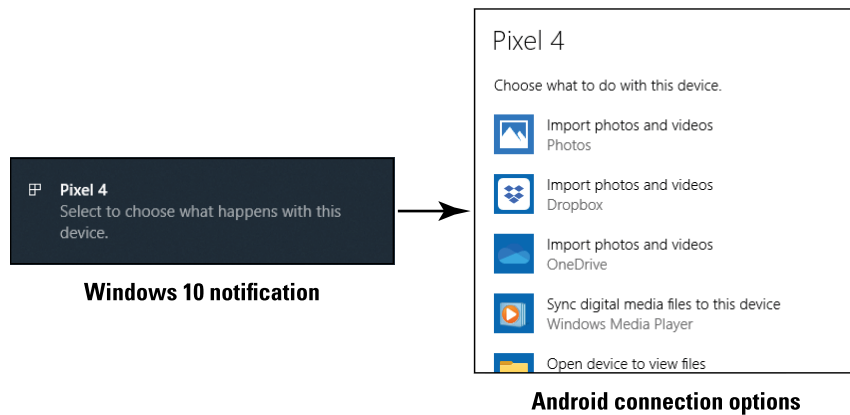 Pixel 4
Select to choose what happens with this
device.
Windows 10 notification
Pixel 4
Choose what to do with this device.
Import photos and videos
Photos
Import photos and videos
Dropbox
Import photos and videos
OneDrive
Sync digital media files to this device
Windows Media Player
Open device to view files
Android connection options